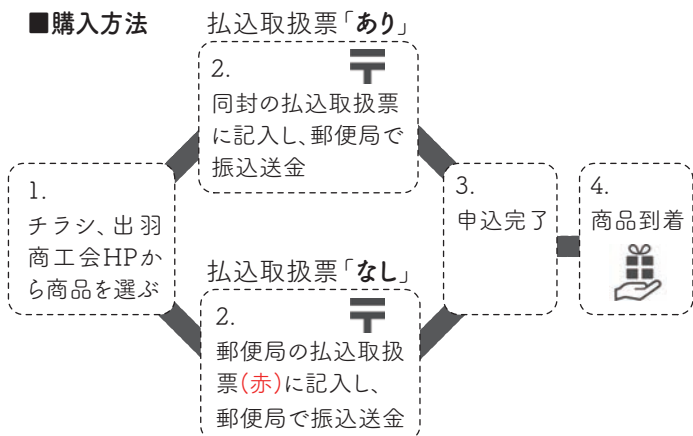 ■購入方法
払込取扱票「あり」
1.
チラシ、出羽
商工会HPか
ら商品を選ぶ
2.
〒
同封の払込取扱票
に記入し、郵便局で
振込送金
払込取扱票「なし」
2.
〒
郵便局の払込取扱
票(赤)に記入し、
郵便局で振込送金
3.
申込完了
4.
商品到着